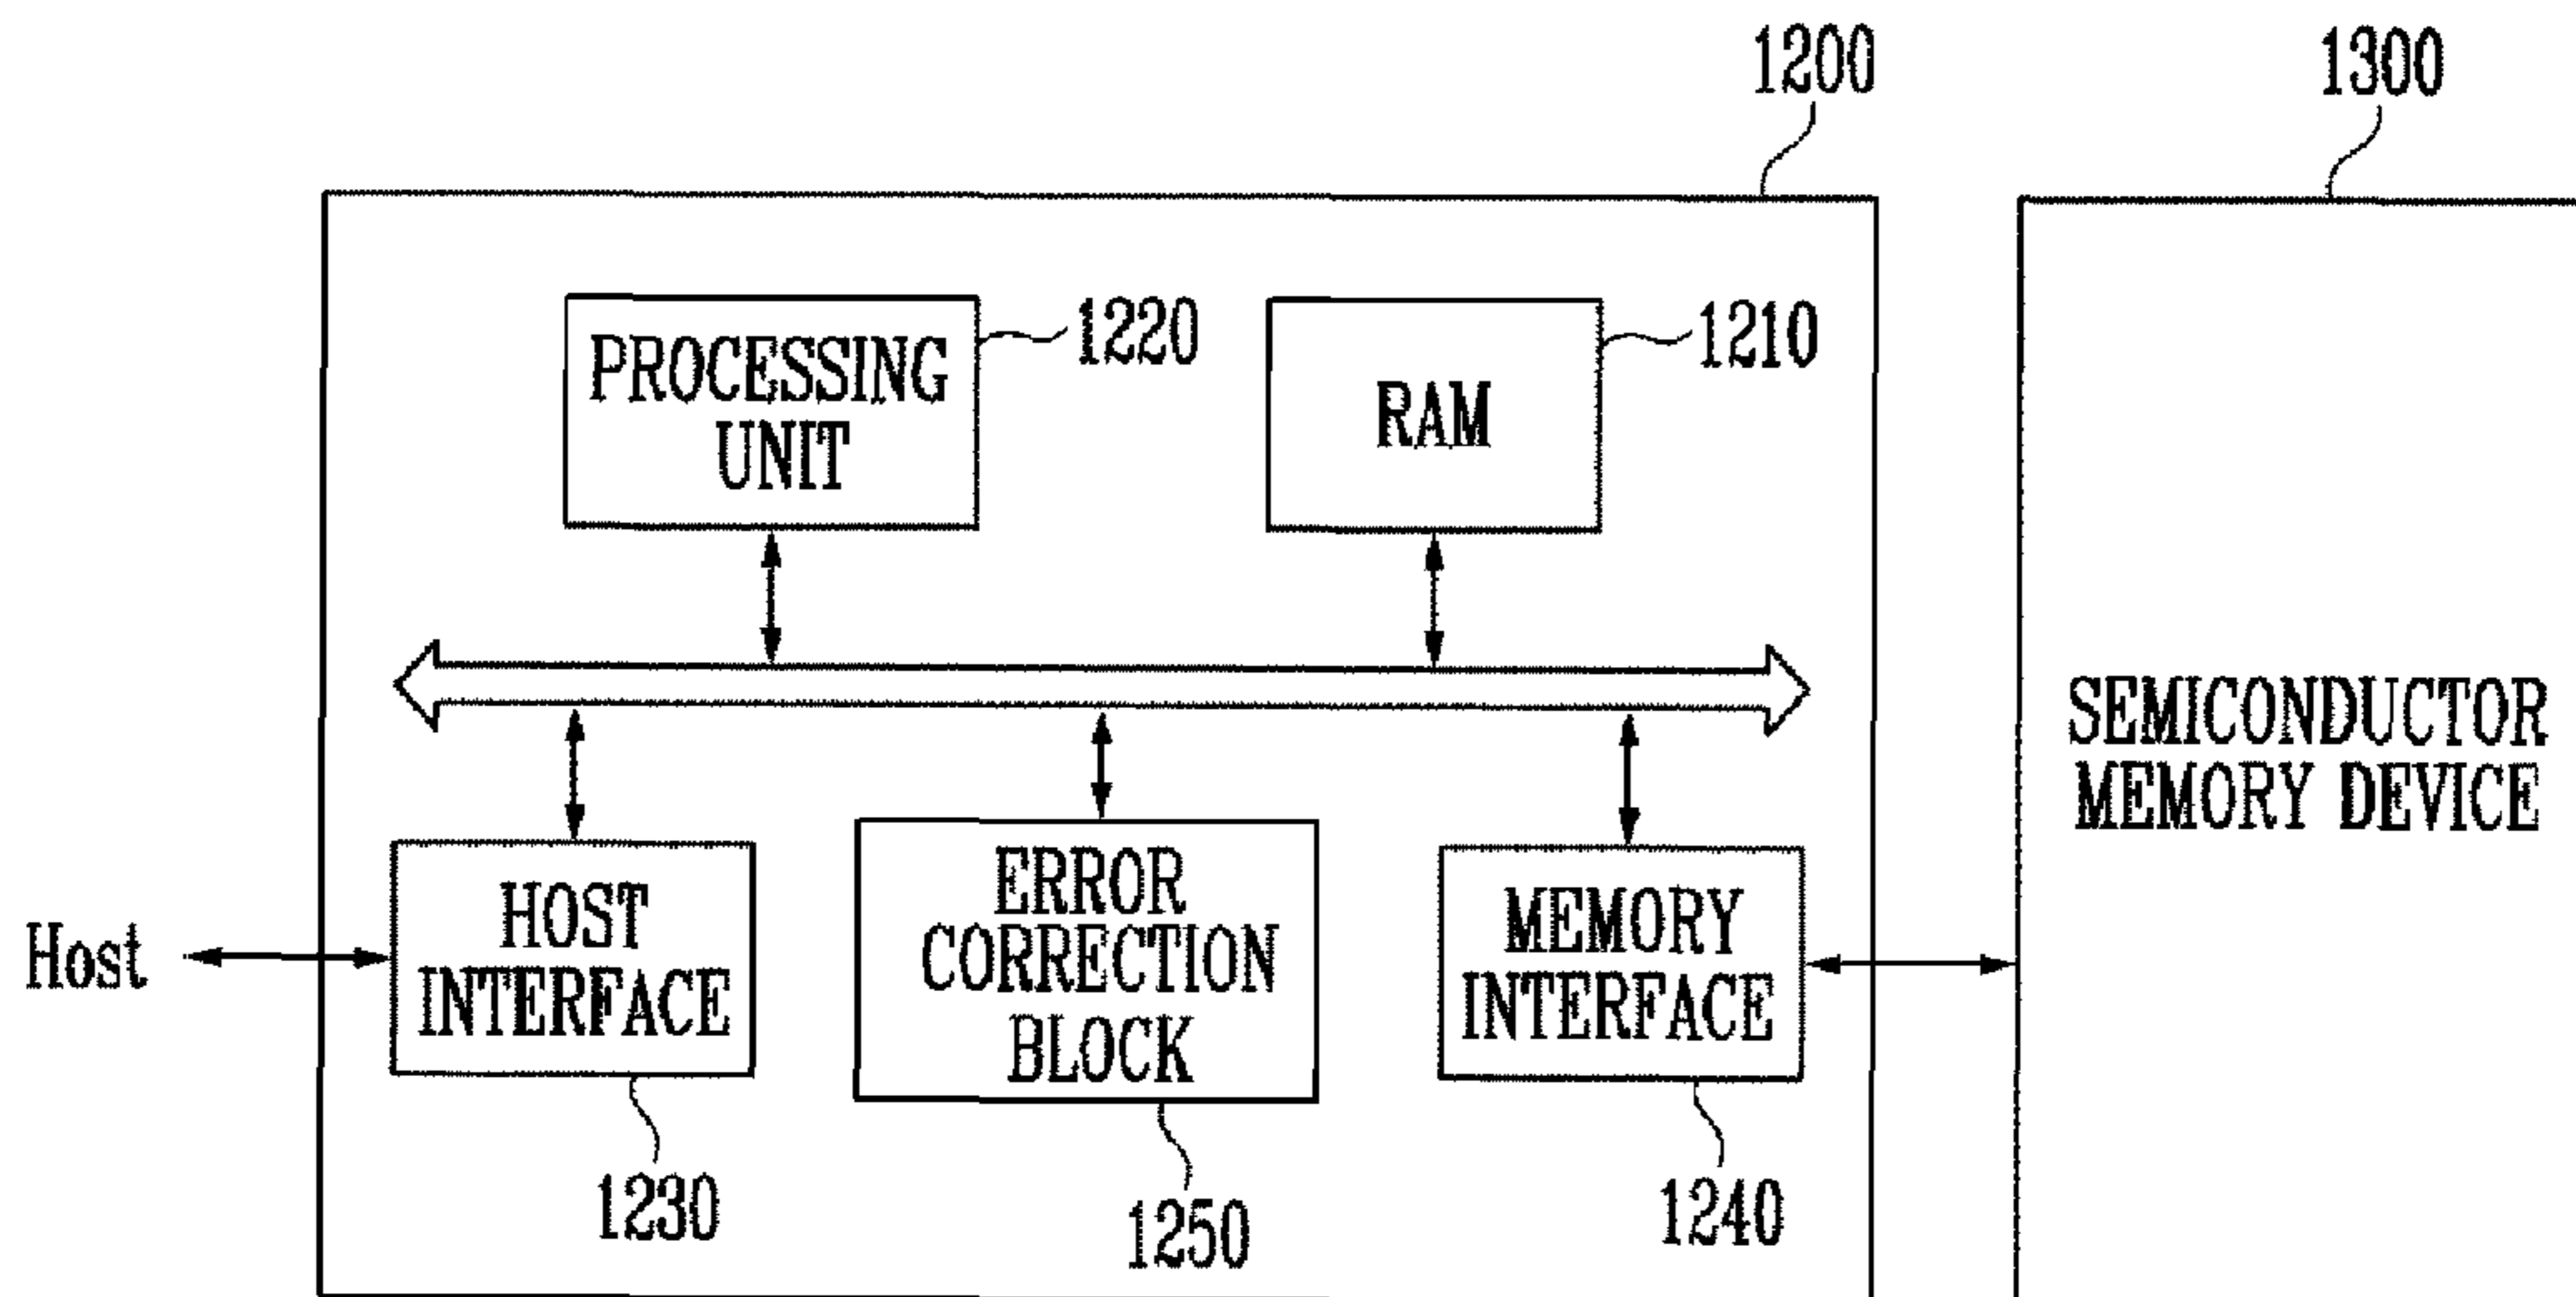 1200
1300
PROCESSING
UNIT
1220
RAM
1210
SEMICONDUCTOR
MEMORY DEVICE
Host
HOST
INTERFACE
ERROR
CORRECTION
BLOCK
MEMORY
INTERFACE
1230
1250
1240